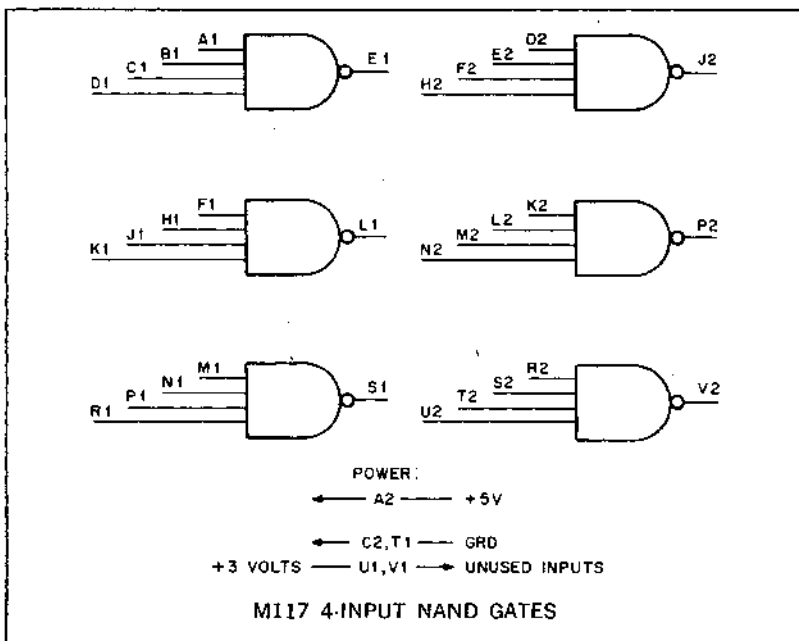 A1
B1
C1
D1
E1
D2
E2
F2
H2
J2
F1
H1
J1
K1
L1
K2
L2
M2
N2
P2
M1
N1
P1
R1
S1
R2
S2
T2
U2
V2
POWER:
A2 +5V
C2,T1 GRD
+3 VOLTS U1,V1 UNUSED INPUTS
M117 4-INPUT NAND GATES